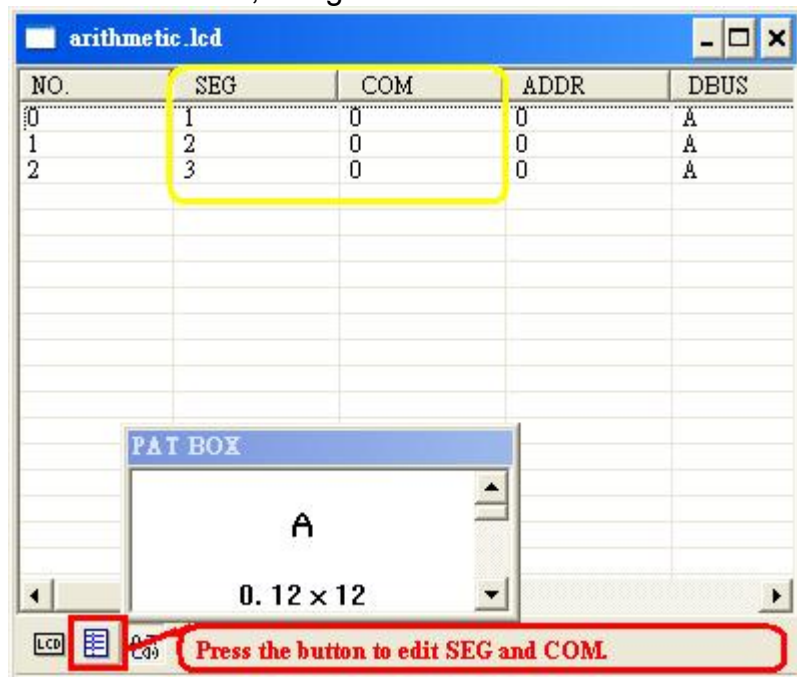 arithmetic.lcd
NO. SEG COM ADDR DBUS
0 1 0 0 A
1 2 0 0 A
2 3 0 0 A
PAT BOX
A
0. 12×12
LCD
Press the button to edit SEG and COM.